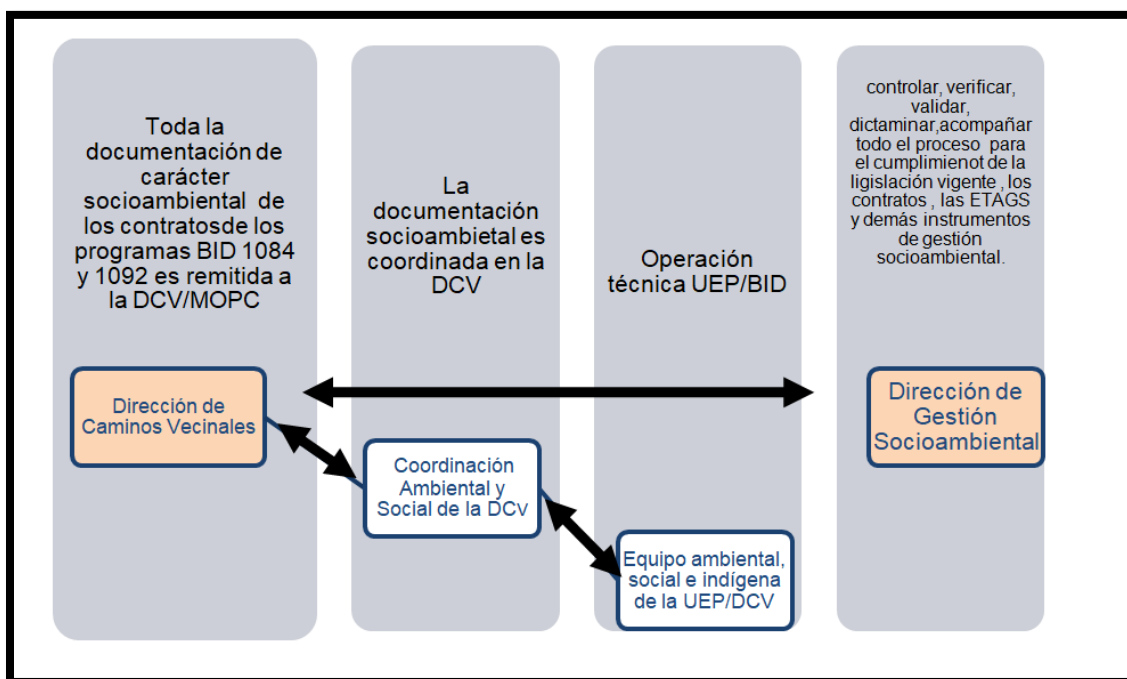 Toda la
documentación de
carácter
socioambiental de
los contratosde los
programas BID 1084
y 1092 es remitida a
la DCV/MOPC
Dirección de
Caminos Vecinales
La
documentación
socioambietal es
coordinada en la
DCV
Coordinación
Ambiental y
Social de la DCV
Operación
técnica UEP/BID
Equipo ambiental,
social e indígena
de la UEP/DCV
controlar, verificar,
validar,
dictaminar,acompañar
todo el proceso para
el cumplimienot de la
ligislación vigente , los
contratos , las ETAGS
y demás instrumentos
de gestión
socioambiental.
Dirección de
Gestión
Socioambiental